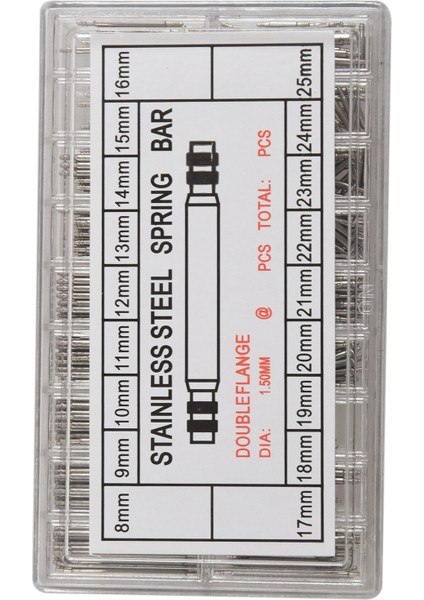 8mm 9mm 10mm 11mm 12mm 13mm 14mm 15mm 16mm
STAINLESS STEEL SPRING BAR
DOUBLEFLANGE
DIA: 1.50MM @ PCS TOTAL: PCS
17mm 18mm 19mm 20mm 21mm 22mm 23mm 24mm 25mm